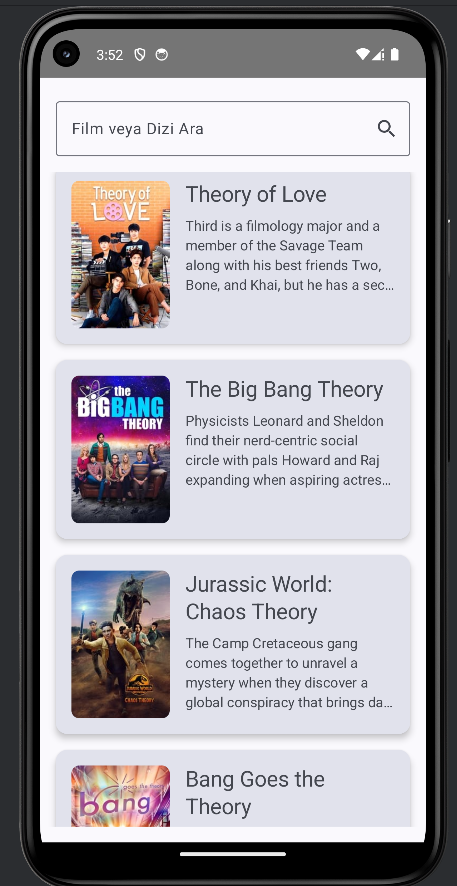 3:52
Film veya Dizi Ara
Theory of
LOVE
Theory of Love
Third is a filmology major and a
member of the Savage Team
along with his best friends Two,
Bone, and Khai, but he has a sec…
the
BIG BANG
THEORY
The Big Bang Theory
Physicists Leonard and Sheldon
find their nerd-centric social
circle with pals Howard and Raj
expanding when aspiring actres…
JURASSIC WORLD
CHAOS THEORY
Jurassic World:
Chaos Theory
The Camp Cretaceous gang
comes together to unravel a
mystery when they discover a
global conspiracy that brings da…
bang
goes the
Bang Goes the
Theory